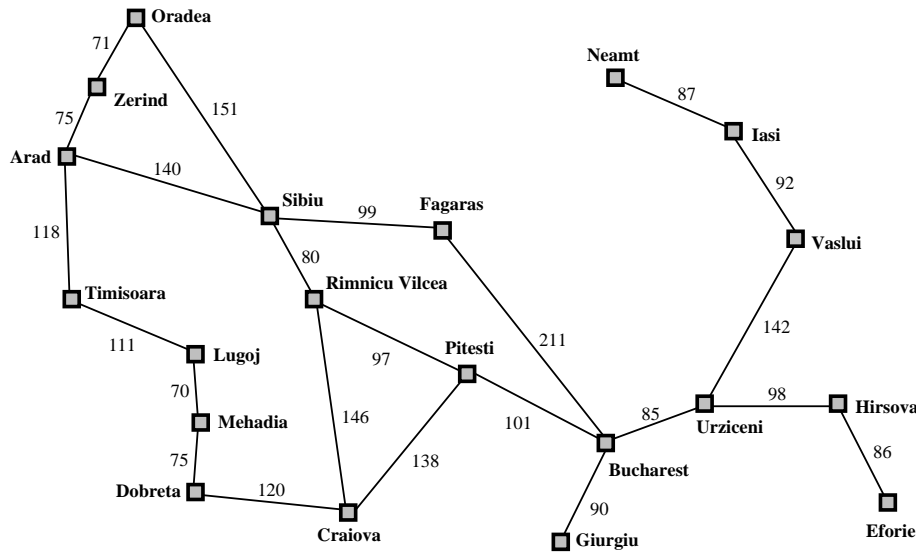 Oradea
71
Neamt
Zerind
87
151
75
Iasi
Arad
140
92
Sibiu
Fagaras
99
118
Vaslui
80
Timisoara
Rimnicu Vilcea
142
111
211
Lugoj
97
Pitesti
70
98
Hirsova
146
101
85
Mehadia
Urziceni
138
86
75
Bucharest
120
Dobreta
90
Craiova
Eforie
Giurgiu